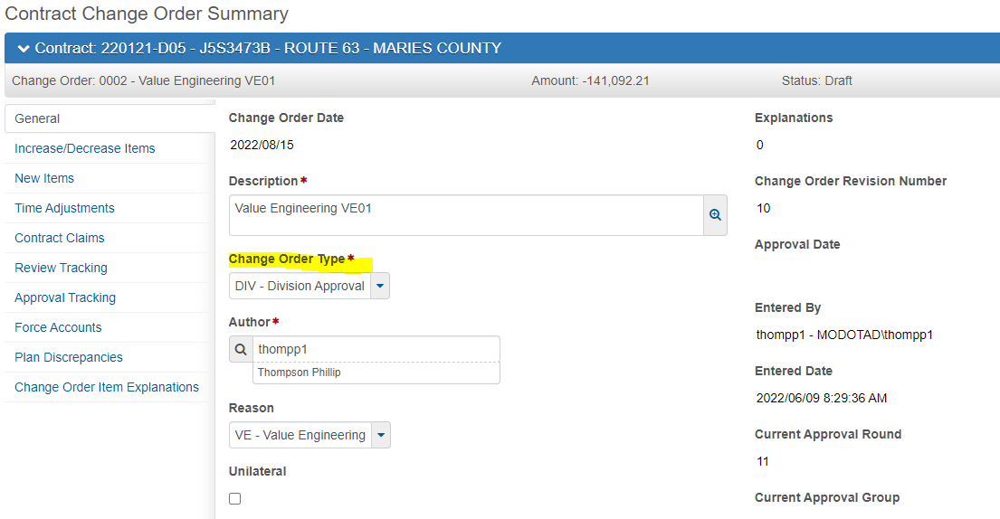 Contract Change Order Summary
Contract: 220121-D05 - J5S3473B - ROUTE 63 - MARIES COUNTY
Change Order: 0002 - Value Engineering VE01 Amount: -141,092.21 Status: Draft
General
Increase/Decrease Items
New Items
Time Adjustments
Contract Claims
Review Tracking
Approval Tracking
Force Accounts
Plan Discrepancies
Change Order Item Explanations
Change Order Date
2022/08/15
Description*
Value Engineering VE01
Change Order Type*
DIV - Division Approval
Author*
thompp1
Thompson Phillip
Reason
VE - Value Engineering
Unilateral
Explanations
0
Change Order Revision Number
10
Approval Date
Entered By
thompp1 - MODOTAD\thompp1
Entered Date
2022/06/09 8:29:36 AM
Current Approval Round
11
Current Approval Group